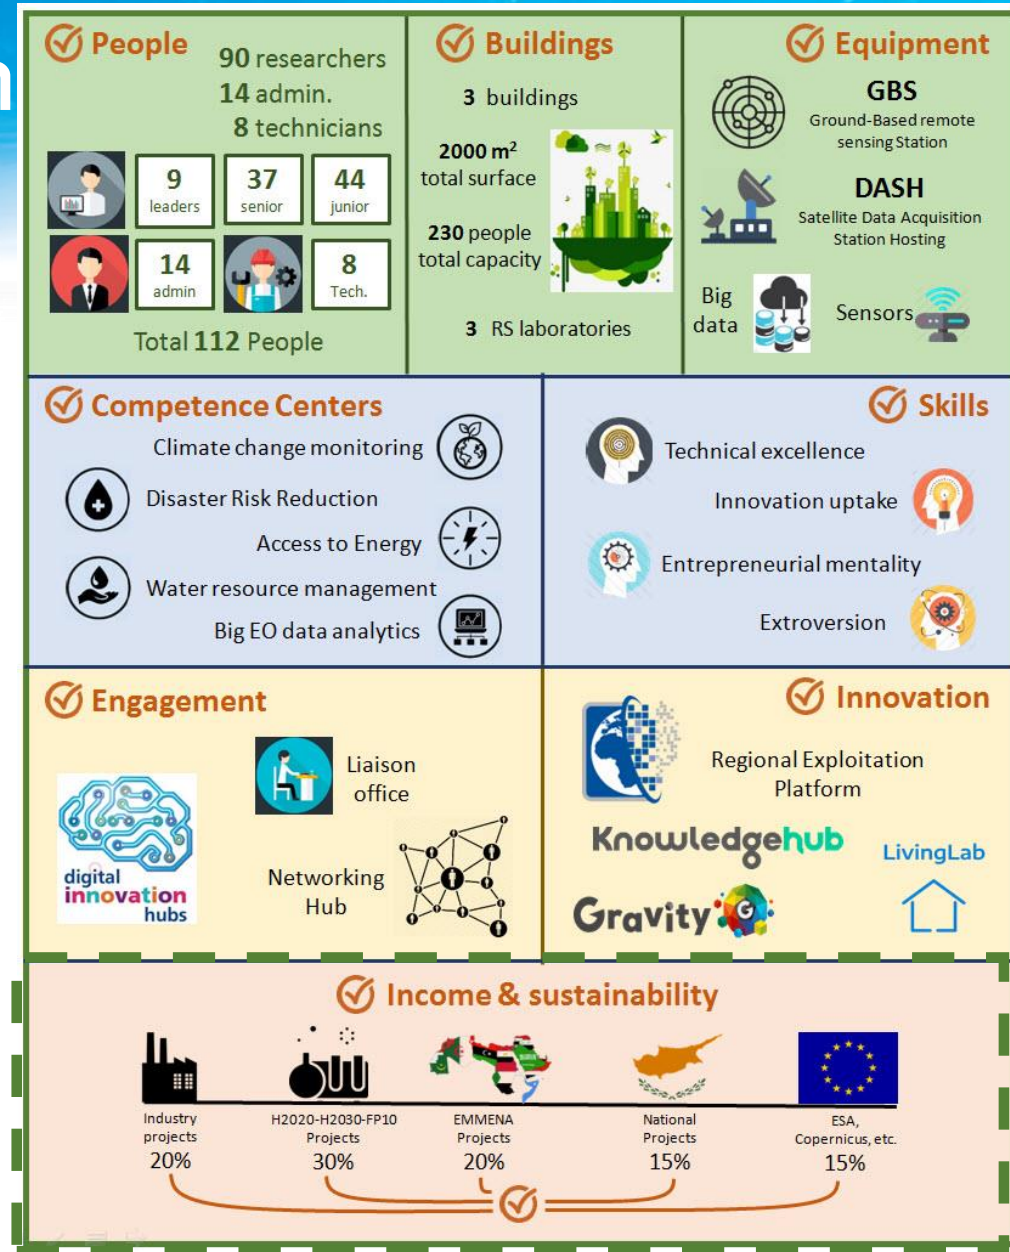 n
People
90 researchers
14 admin.
8 technicians
9
leaders
37
senior
44
junior
14
admin
8
Tech.
Total 112 People
Buildings
3 buildings
2000 m²
total surface
230 people
total capacity
3 RS laboratories
Equipment
GBS
Ground-Based remote
sensing Station
DASH
Satellite Data Acquisition
Station Hosting
Big
data
Sensors
Competence Centers
Climate change monitoring
Disaster Risk Reduction
Access to Energy
Water resource management
Big EO data analytics
Skills
Technical excellence
Innovation uptake
Entrepreneurial mentality
Extroversion
Engagement
Liaison
office
digital
innovation
hubs
Networking
Hub
Innovation
Regional Exploitation
Platform
Knowledgehub
LivingLab
Gravity G
Income & sustainability
Industry
projects
20%
H2020-H2030-FP10
Projects
30%
EMMENA
Projects
20%
National
Projects
15%
ESA,
Copernicus, etc.
15%